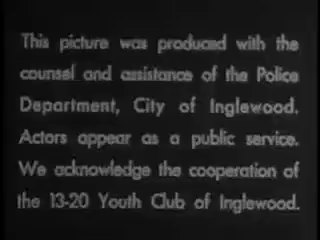 This picture was produced with the
counsel and assistance of the Police
Department, City of Inglewood.
Actors appear as a public service.
We acknowledge the cooperation of
the 13-20 Youth Club of Inglewood.